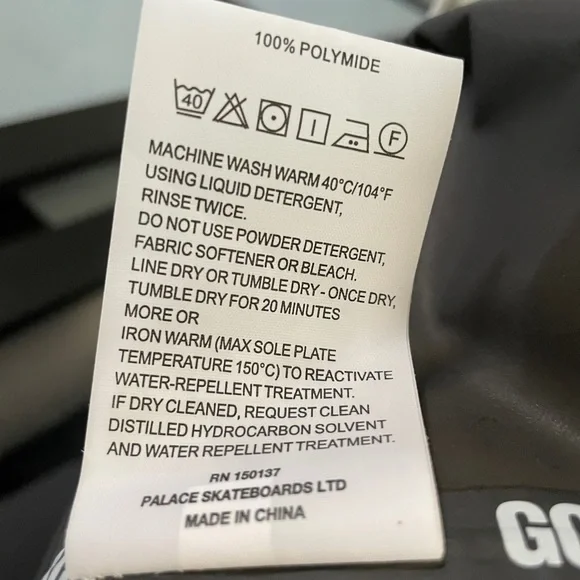 100% POLYMIDE
40 F
MACHINE WASH WARM 40°C/104°F
USING LIQUID DETERGENT,
RINSE TWICE.
DO NOT USE POWDER DETERGENT,
FABRIC SOFTENER OR BLEACH.
LINE DRY OR TUMBLE DRY - ONCE DRY,
TUMBLE DRY FOR 20 MINUTES
MORE OR
IRON WARM (MAX SOLE PLATE
TEMPERATURE 150°C) TO REACTIVATE
WATER-REPELLENT TREATMENT.
IF DRY CLEANED, REQUEST CLEAN
DISTILLED HYDROCARBON SOLVENT
AND WATER REPELLENT TREATMENT.
RN 150137
PALACE SKATEBOARDS LTD
MADE IN CHINA